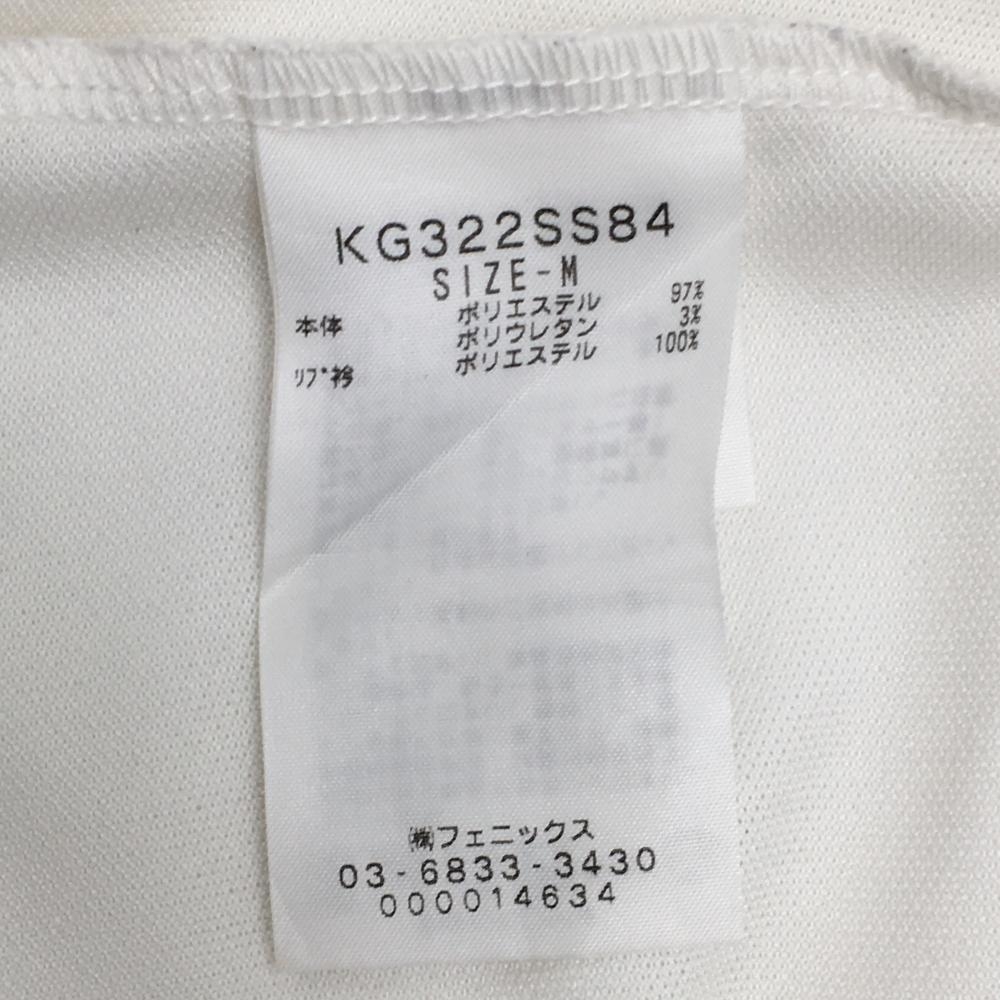 KG322SS84
SIZE-M
本体 ポリエステル 97%
ポリウレタン 3%
リブ衿 ポリエステル 100%
㈱フェニックス
03-6833-3430
000014634